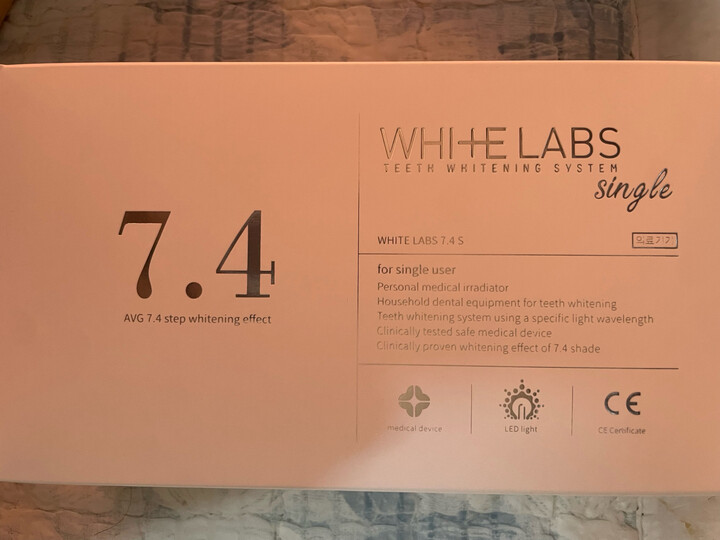 7.4
AVG 7.4 step whitening effect
WHITE LABS
TEETH WHITENING SYSTEM
single
WHITE LABS 7.4 S
의료기기
for single user
Personal medical irradiator
Household dental equipment for teeth whitening
Teeth whitening system using a specific light wavelength
Clinically tested safe medical device
Clinically proven whitening effect of 7.4 shade
medical device
LED light
CE
CE Certificate